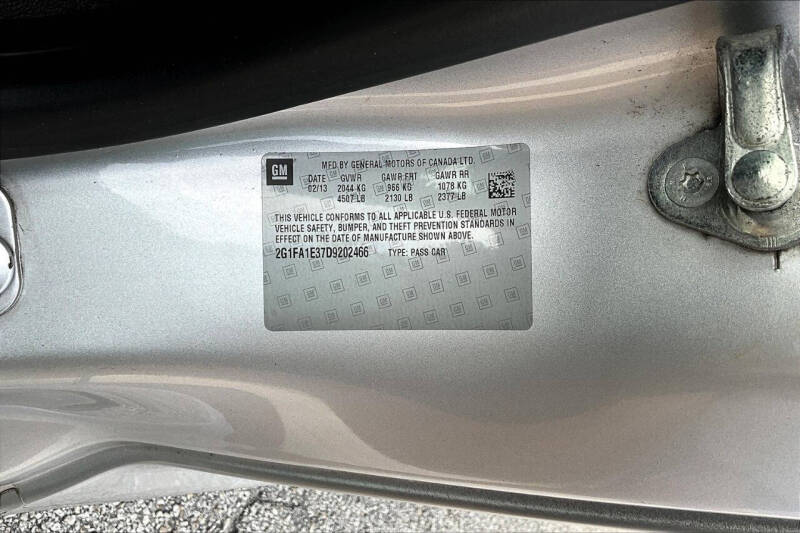 GM MFD.BY GENERAL MOTORS OF CANADA LTD.
DATE GVWR GAWR FRT GAWR RR
02/13 2044 KG 966 KG 1078 KG
4507 LB 2130 LB 2377 LB
THIS VEHICLE CONFORMS TO ALL APPLICABLE U.S. FEDERAL MOTOR
VEHICLE SAFETY, BUMPER, AND THEFT PREVENTION STANDARDS IN
EFFECT ON THE DATE OF MANUFACTURE SHOWN ABOVE.
2G1FA1E37D9202466 TYPE: PASS CAR